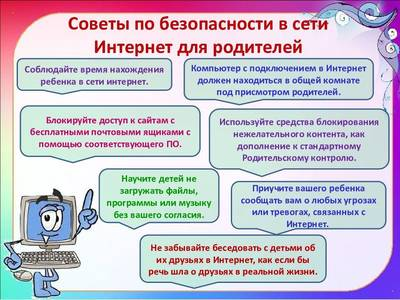 Советы по безопасности в сети
Интернет для родителей
Соблюдайте время нахождения
ребенка в сети интернет.
Компьютер с подключением в Интернет
должен находиться в общей комнате
под присмотром родителей.
Блокируйте доступ к сайтам с
бесплатными почтовыми ящиками с
помощью соответствующего ПО.
Используйте средства блокирования
нежелательного контента, как
дополнение к стандартному
Родительскому контролю.
Научите детей не
загружать файлы,
программы или музыку
без вашего согласия.
Приучите вашего ребенка
сообщать вам о любых угрозах
или тревогах, связанных с
Интернет.
Не забывайте беседовать с детьми об
их друзьях в Интернет, как если бы
речь шла о друзьях в реальной жизни.